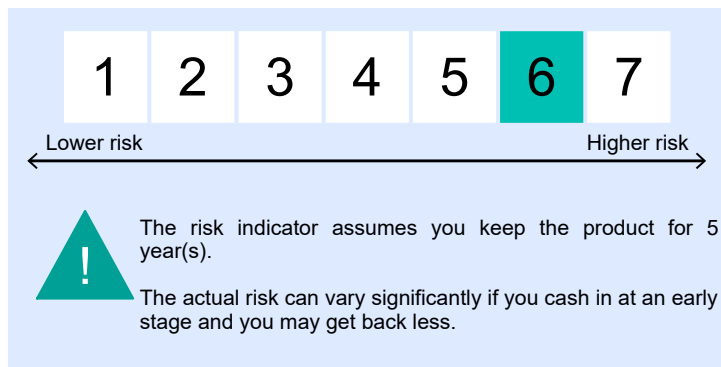 1 2 3 4 5 6 7
Lower risk Higher risk
!
The risk indicator assumes you keep the product for 5
year(s).
The actual risk can vary significantly if you cash in at an early
stage and you may get back less.